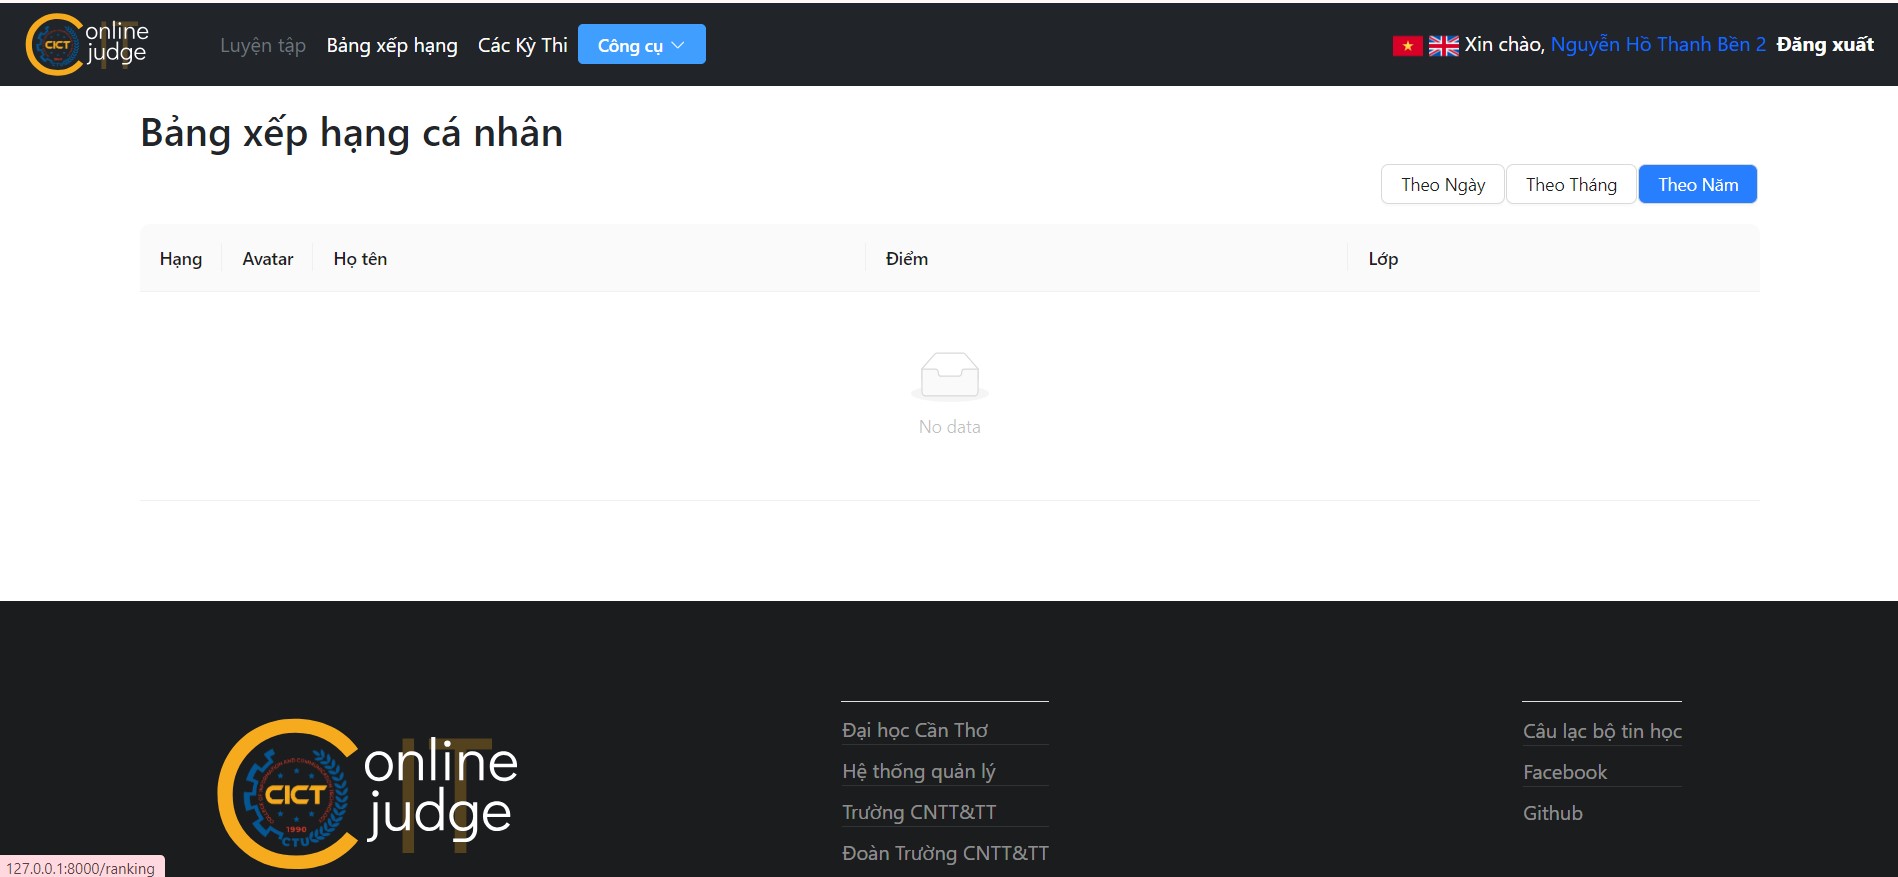 CICT
online
judge
IT
Luyện tập
Bảng xếp hạng
Các Kỳ Thi
Công cụ
Xin chào, Nguyễn Hồ Thanh Bền 2
Đăng xuất
Bảng xếp hạng cá nhân
Theo Ngày
Theo Tháng
Theo Năm
Hạng
Avatar
Họ tên
Điểm
Lớp
No data
IT
online
judge
CICT
1990
CTU
Đại học Cần Thơ
Hệ thống quản lý
Trường CNTT&TT
Đoàn Trường CNTT&TT
Câu lạc bộ tin học
Facebook
Github
127.0.0.1:8000/ranking